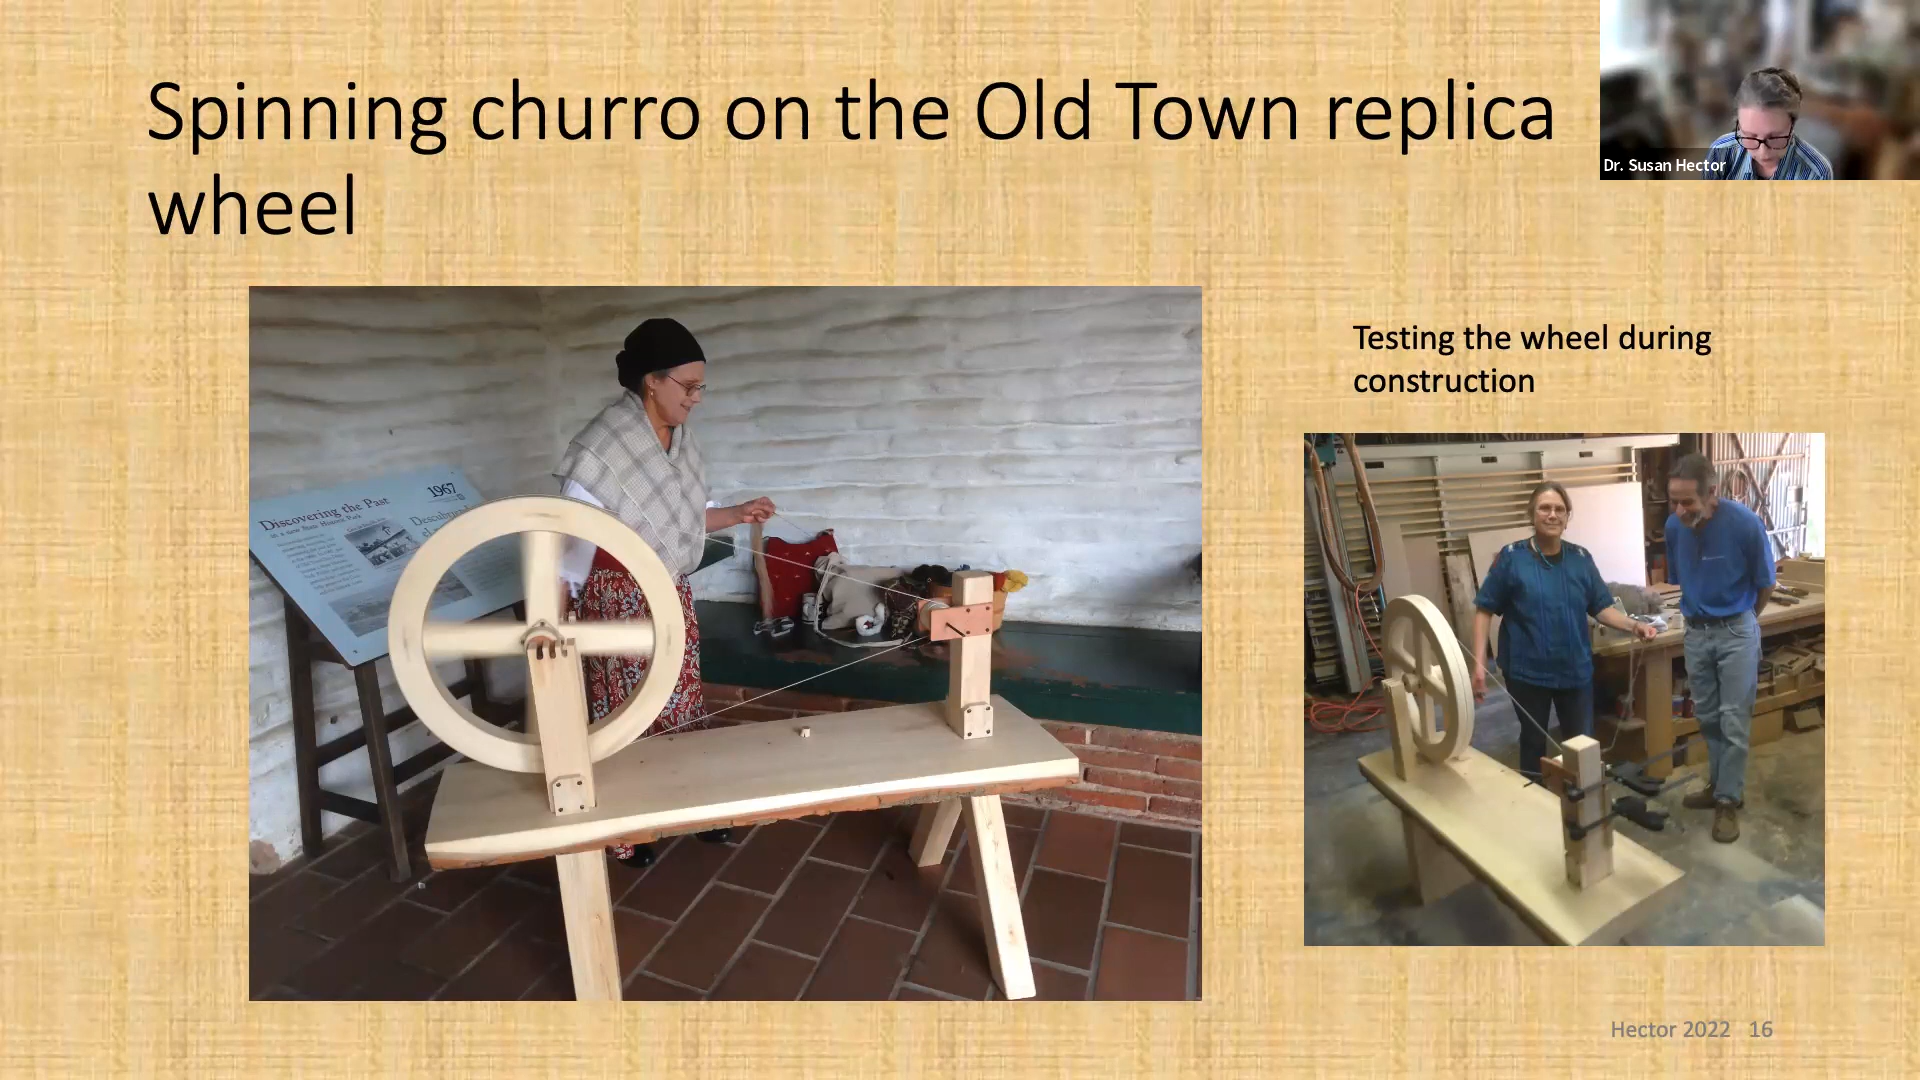 Spinning churro on the Old Town replica
wheel
Dr. Susan Hector
Testing the wheel during
construction
1967
Discovering the Past
Hector 2022 16